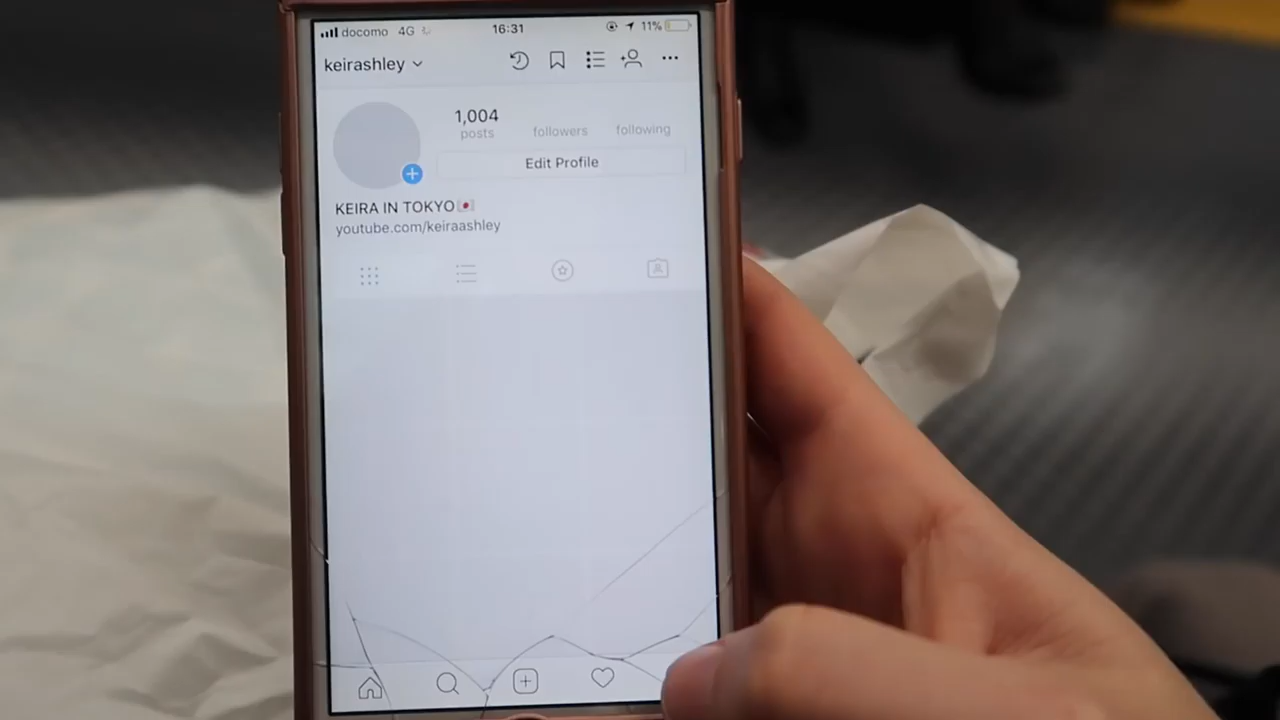 docomo 4G 16:31 11%
keirashley
1,004
posts followers following
Edit Profile
KEIRA IN TOKYO🇯🇵
youtube.com/keiraashley